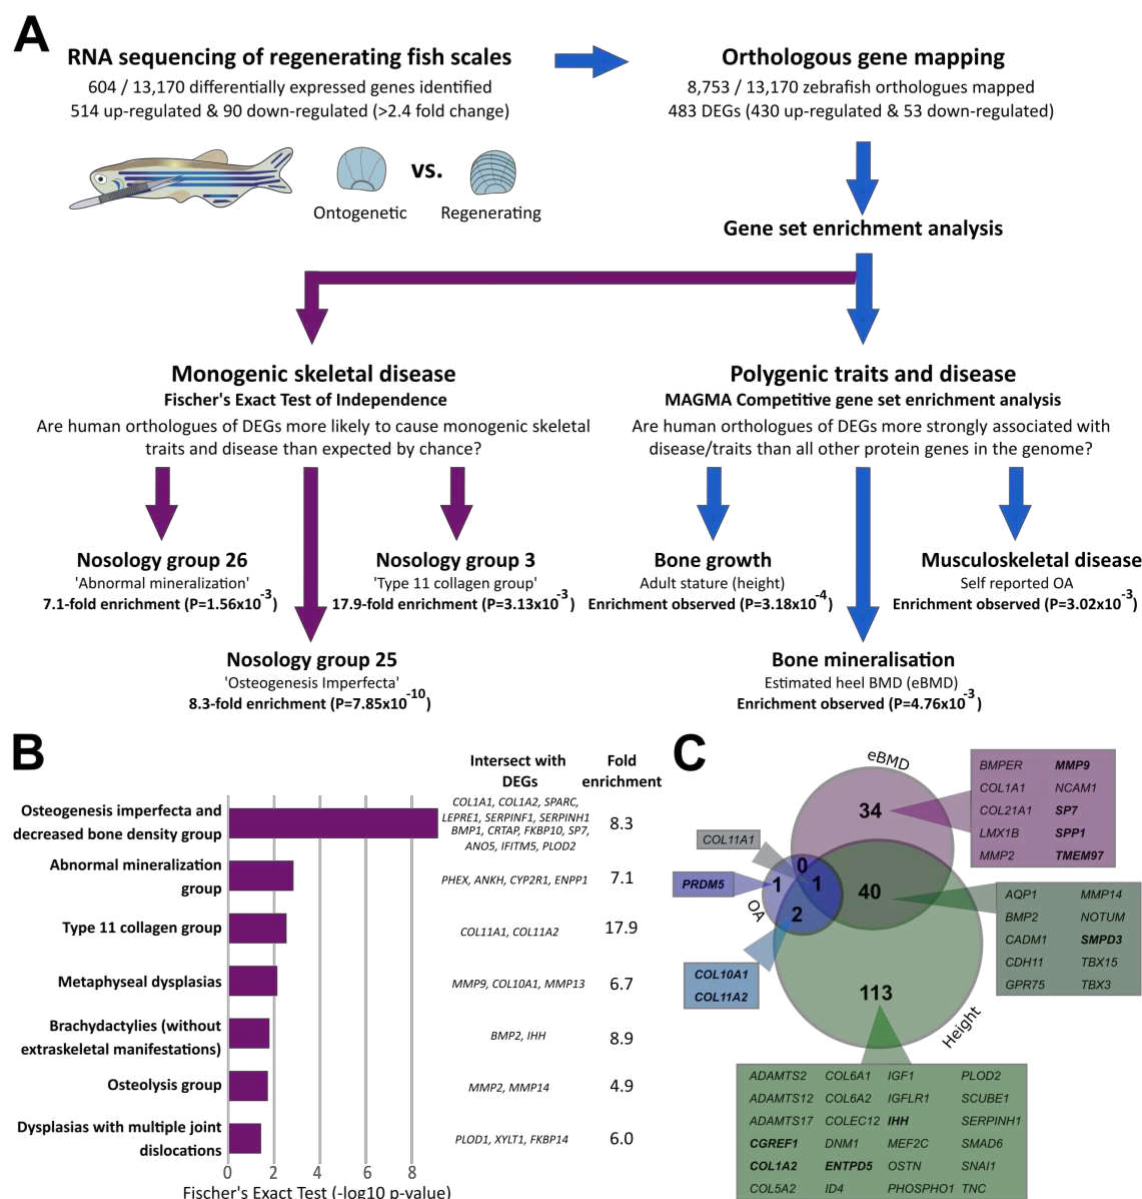 A
RNA sequencing of regenerating fish scales
604 / 13,170 differentially expressed genes identified
514 up-regulated & 90 down-regulated (>2.4 fold change)
Orthologous gene mapping
8,753 / 13,170 zebrafish orthologues mapped
483 DEGs (430 up-regulated & 53 down-regulated)
vs.
Ontogenetic
Regenerating
Gene set enrichment analysis
Monogenic skeletal disease
Fischer's Exact Test of Independence
Are human orthologues of DEGs more likely to cause monogenic skeletal
traits and disease than expected by chance?
Polygenic traits and disease
MAGMA Competitive gene set enrichment analysis
Are human orthologues of DEGs more strongly associated with
disease/traits than all other protein genes in the genome?
Nosology group 26
'Abnormal mineralization'
7.1-fold enrichment (P=1.56x10-3)
Nosology group 3
'Type 11 collagen group'
17.9-fold enrichment (P=3.13x10-3)
Bone growth
Adult stature (height)
Enrichment observed (P=3.18x10-4)
Musculoskeletal disease
Self reported OA
Enrichment observed (P=3.02x10-3)
Nosology group 25
'Osteogenesis Imperfecta'
8.3-fold enrichment (P=7.85x10-10)
Bone mineralisation
Estimated heel BMD (eBMD)
Enrichment observed (P=4.76x10-3)
B
Intersect with
DEGs
Fold
enrichment
Osteogenesis imperfecta and
decreased bone density group
COL1A1, COL1A2, SPARC,
LEPRE1, SERPINF1, SERPINH1
BMP1, CRTAP, FKBP10, SP7,
ANO5, IFITM5, PLOD2
8.3
Abnormal mineralization
group
PHEX, ANKH, CYP2R1, ENPP1
7.1
Type 11 collagen group
COL11A1, COL11A2
17.9
Metaphyseal dysplasias
MMP9, COL10A1, MMP13
6.7
Brachydactylies (without
extraskeletal manifestations)
BMP2, IHH
8.9
Osteolysis group
MMP2, MMP14
4.9
Dysplasias with multiple joint
dislocations
PLOD1, XYLT1, FKBP14
6.0
0 2 4 6 8
Fischer's Exact Test (-log10 p-value)
C
eBMD
34
BMPER MMP9
COL1A1 NCAM1
COL21A1 SP7
LMX1B SPP1
MMP2 TMEM97
COL11A1
0
PRDM5
1
1
40
OA
2
AQP1 MMP14
BMP2 NOTUM
CADM1 SMPD3
CDH11 TBX15
GPR75 TBX3
COL10A1
COL11A2
113
Height
ADAMTS2 COL6A1 IGF1 PLOD2
ADAMTS12 COL6A2 IGFLR1 SCUBE1
ADAMTS17 COLEC12 IHH SERPINH1
CGREF1 DNM1 MEF2C SMAD6
COL1A2 ENTPD5 OSTN SNAI1
COL5A2 ID4 PHOSPHO1 TNC